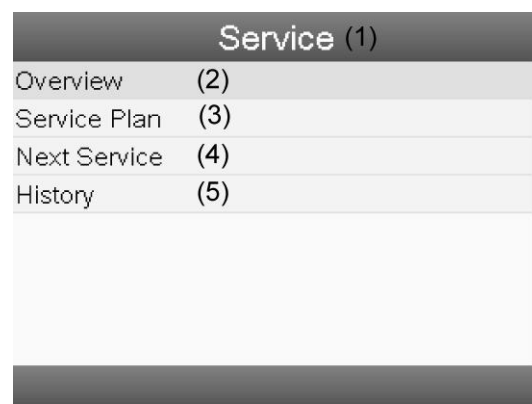 Service (1)
Overview (2)
Service Plan (3)
Next Service (4)
History (5)